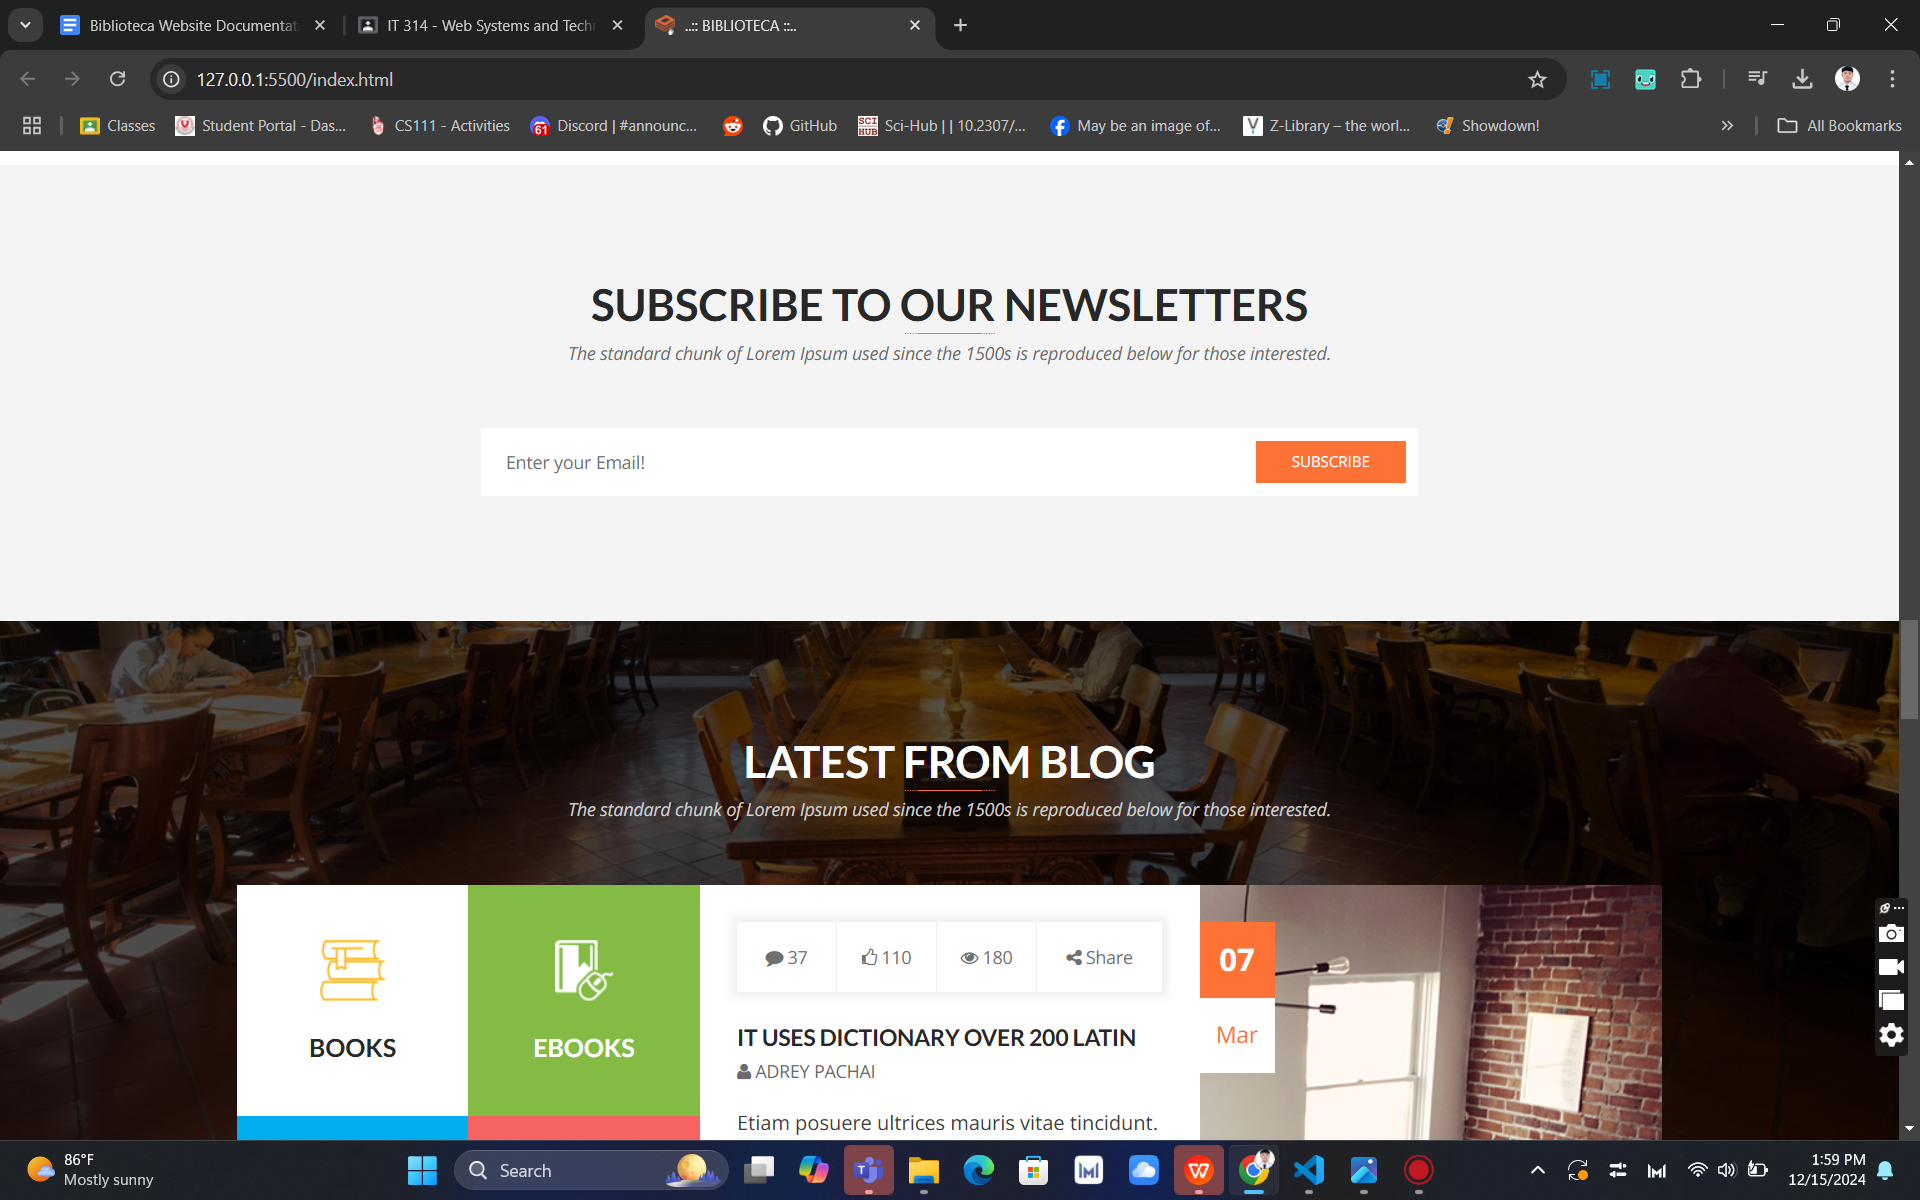 Biblioteca Website Documentat
IT 314 - Web Systems and Techn
..:: BIBLIOTECA ::..
127.0.0.1:5500/index.html
Classes
Student Portal - Das...
CS111 - Activities
61
Discord | #announc...
GitHub
SCI HUB
Sci-Hub | | 10.2307/...
May be an image of...
Z-Library – the worl...
Showdown!
All Bookmarks
SUBSCRIBE TO OUR NEWSLETTERS
The standard chunk of Lorem Ipsum used since the 1500s is reproduced below for those interested.
Enter your Email!
SUBSCRIBE
LATEST FROM BLOG
The standard chunk of Lorem Ipsum used since the 1500s is reproduced below for those interested.
BOOKS
EBOOKS
37
110
180
Share
07
Mar
IT USES DICTIONARY OVER 200 LATIN
ADREY PACHAI
Etiam posuere ultrices mauris vitae tincidunt.
86°F
Mostly sunny
Search
1:59 PM
12/15/2024